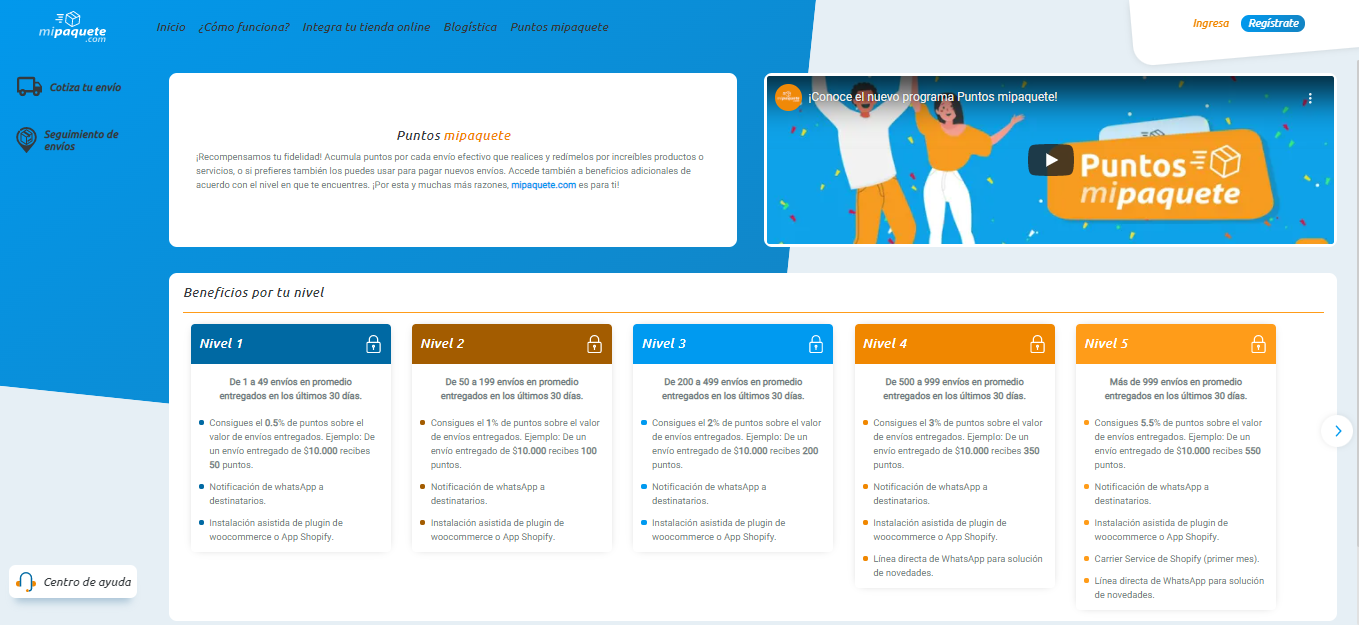 mipaquete
.com
Inicio ¿Cómo funciona? Integra tu tienda online Blogística Puntos mipaquete
Ingresa Regístrate
Cotiza tu envío
Seguimiento de
envíos
Puntos mipaquete
¡Recompensamos tu fidelidad! Acumula puntos por cada envío efectivo que realices y redímelos por increíbles productos o
servicios, o si prefieres también los puedes usar para pagar nuevos envíos. Accede también a beneficios adicionales de
acuerdo con el nivel en que te encuentres. ¡Por esta y muchas más razones, mipaquete.com es para ti!
¡Conoce el nuevo programa Puntos mipaquete!
Puntos
mipaquete
Beneficios por tu nivel
Nivel 1
De 1 a 49 envíos en promedio
entregados en los últimos 30 días.
Consigues el 0.5% de puntos sobre el
valor de envíos entregados. Ejemplo: De
un envío entregado de $10.000 recibes
50 puntos.
Notificación de whatsApp a
destinatarios.
Instalación asistida de plugin de
woocommerce o App Shopify.
Nivel 2
De 50 a 199 envíos en promedio
entregados en los últimos 30 días.
Consigues el 1% de puntos sobre el valor
de envíos entregados. Ejemplo: De un
envío entregado de $10.000 recibes 100
puntos.
Notificación de whatsApp a
destinatarios.
Instalación asistida de plugin de
woocommerce o App Shopify.
Nivel 3
De 200 a 499 envíos en promedio
entregados en los últimos 30 días.
Consigues el 2% de puntos sobre el valor
de envíos entregados. Ejemplo: De un
envío entregado de $10.000 recibes 200
puntos.
Notificación de whatsApp a
destinatarios.
Instalación asistida de plugin de
woocommerce o App Shopify.
Nivel 4
De 500 a 999 envíos en promedio
entregados en los últimos 30 días.
Consigues el 3% de puntos sobre el valor
de envíos entregados. Ejemplo: De un
envío entregado de $10.000 recibes 350
puntos.
Notificación de whatsApp a
destinatarios.
Instalación asistida de plugin de
woocommerce o App Shopify.
Línea directa de WhatsApp para solución
de novedades.
Nivel 5
Más de 999 envíos en promedio
entregados en los últimos 30 días.
Consigues 5.5% de puntos sobre el valor
de envíos entregados. Ejemplo: De un
envío entregado de $10.000 recibes 550
puntos.
Notificación de whatsApp a
destinatarios.
Instalación asistida de plugin de
woocommerce o App Shopify.
Carrier Service de Shopify (primer mes).
Línea directa de WhatsApp para solución
de novedades.
Centro de ayuda